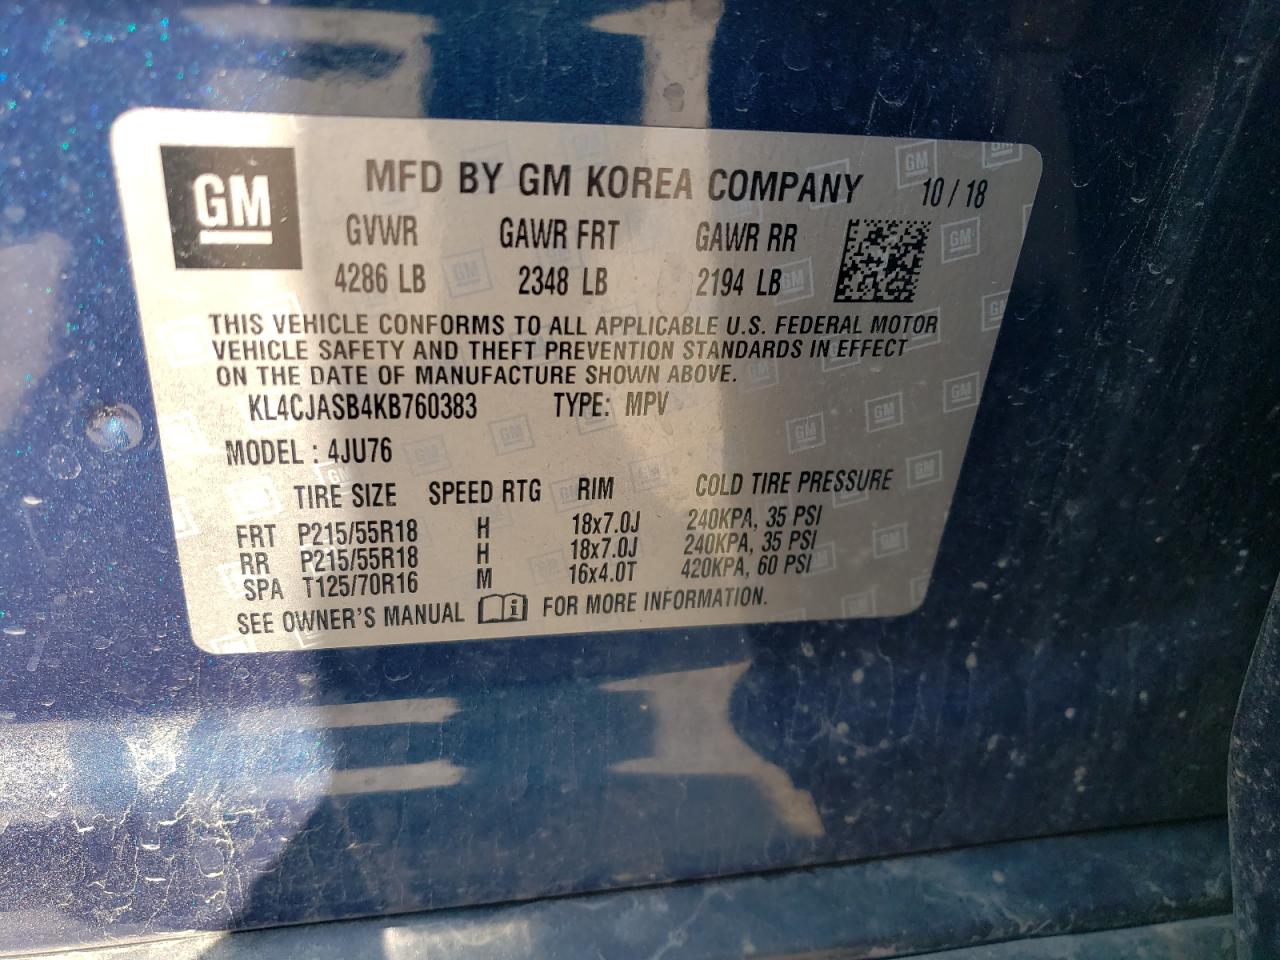 GM
MFD BY GM KOREA COMPANY 10 / 18
GVWR GAWR FRT GAWR RR
4286 LB 2348 LB 2194 LB
THIS VEHICLE CONFORMS TO ALL APPLICABLE U.S. FEDERAL MOTOR
VEHICLE SAFETY AND THEFT PREVENTION STANDARDS IN EFFECT
ON THE DATE OF MANUFACTURE SHOWN ABOVE.
KL4CJASB4KB760383 TYPE: MPV
MODEL : 4JU76
TIRE SIZE SPEED RTG RIM COLD TIRE PRESSURE
FRT P215/55R18 H 18x7.0J 240KPA, 35 PSI
RR P215/55R18 H 18x7.0J 240KPA, 35 PSI
SPA T125/70R16 M 16x4.0T 420KPA, 60 PSI
SEE OWNER'S MANUAL i FOR MORE INFORMATION.